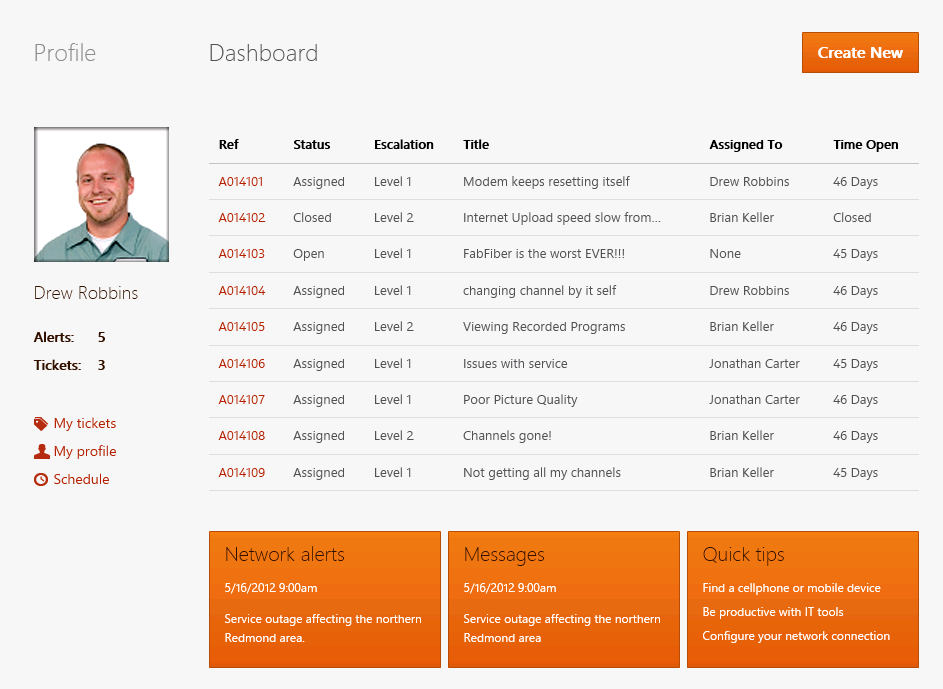 Profile
Dashboard
Create New
Drew Robbins
Alerts: 5
Tickets: 3
My tickets
My profile
Schedule
Ref Status Escalation Title Assigned To Time Open
A014101 Assigned Level 1 Modem keeps resetting itself Drew Robbins 46 Days
A014102 Closed Level 2 Internet Upload speed slow from... Brian Keller Closed
A014103 Open Level 1 FabFiber is the worst EVER!!! None 45 Days
A014104 Assigned Level 1 changing channel by it self Drew Robbins 46 Days
A014105 Assigned Level 2 Viewing Recorded Programs Brian Keller 46 Days
A014106 Assigned Level 1 Issues with service Jonathan Carter 45 Days
A014107 Assigned Level 1 Poor Picture Quality Jonathan Carter 46 Days
A014108 Assigned Level 2 Channels gone! Brian Keller 46 Days
A014109 Assigned Level 1 Not getting all my channels Brian Keller 45 Days
Network alerts
5/16/2012 9:00am
Service outage affecting the northern
Redmond area.
Messages
5/16/2012 9:00am
Service outage affecting the northern
Redmond area
Quick tips
Find a cellphone or mobile device
Be productive with IT tools
Configure your network connection